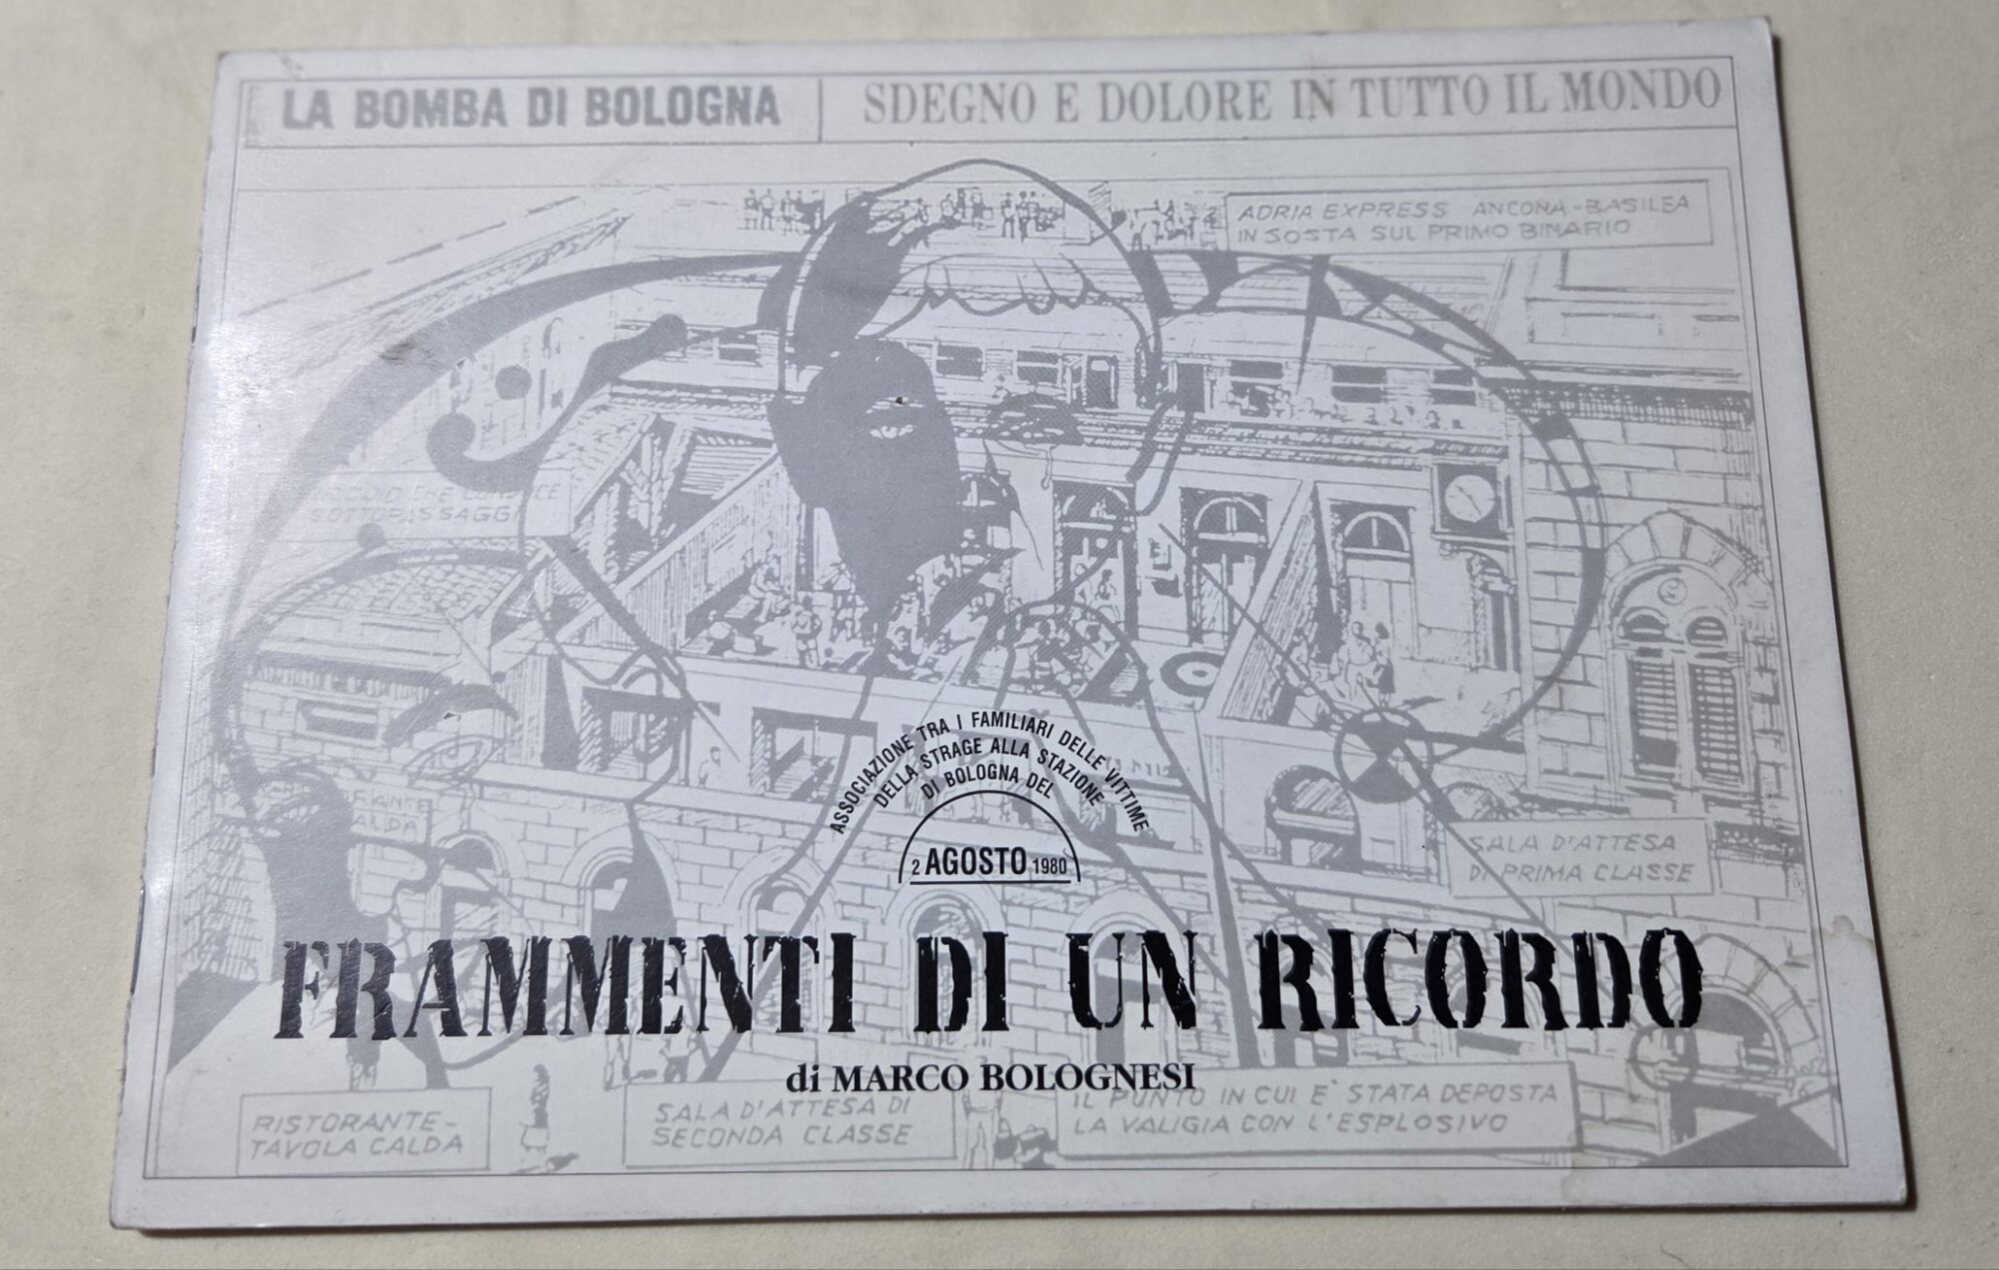 LA BOMBA DI BOLOGNA
SDEGNO E DOLORE IN TUTTO IL MONDO
ADRIA EXPRESS ANCONA-BASILEA
IN SOSTA SUL PRIMO BINARIO
SOTTOPASSAGGI
ASSOCIAZIONE TRA I FAMILIARI DELLE VITTIME
DELLA STRAGE ALLA STAZIONE
DI BOLOGNA DEL
2 AGOSTO 1980
SALA D'ATTESA
DI PRIMA CLASSE
FRAMMENTI DI UN RICORDO
di MARCO BOLOGNESI
RISTORANTE-
TAVOLA CALDA
SALA D'ATTESA DI
SECONDA CLASSE
IL PUNTO IN CUI E' STATA DEPOSTA
LA VALIGIA CON L'ESPLOSIVO